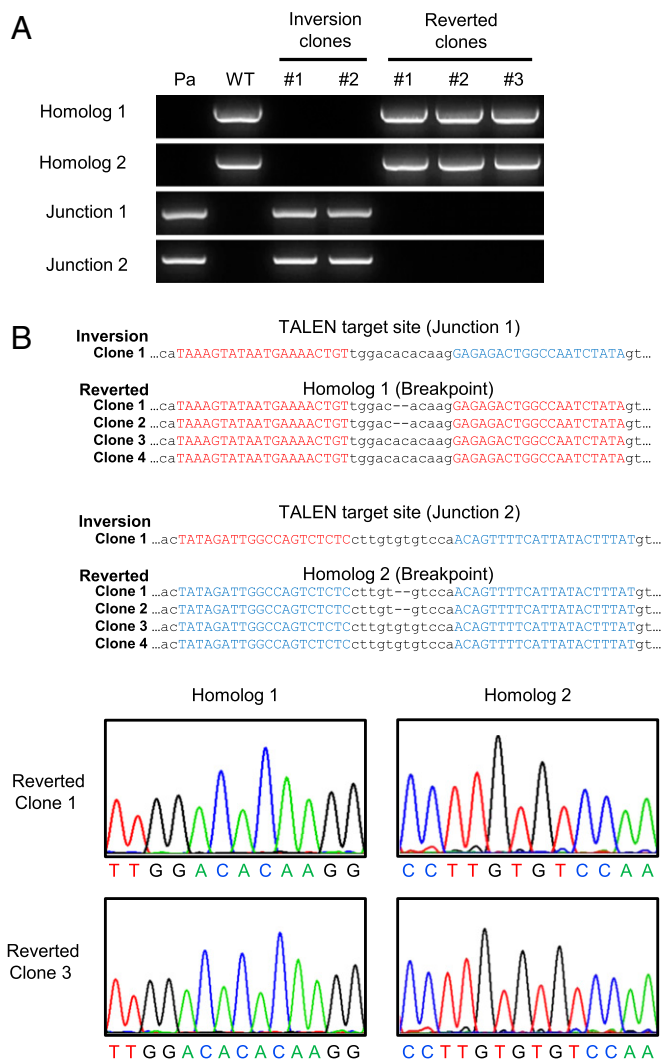 A
Inversion clones
Reverted clones
Pa WT #1 #2 #1 #2 #3
Homolog 1
Homolog 2
Junction 1
Junction 2
B
TALEN target site (Junction 1)
Inversion
Clone 1 …caTAAAGTATAATGAAAACTGTtggacacacaagGAGAGACTGGCCAATCTATAgt…
Reverted Homolog 1 (Breakpoint)
Clone 1 …caTAAAGTATAATGAAAACTGTtggac--acaagGAGAGACTGGCCAATCTATAgt…
Clone 2 …caTAAAGTATAATGAAAACTGTtggac--acaagGAGAGACTGGCCAATCTATAgt…
Clone 3 …caTAAAGTATAATGAAAACTGTtggacacacaagGAGAGACTGGCCAATCTATAgt…
Clone 4 …caTAAAGTATAATGAAAACTGTtggacacacaagGAGAGACTGGCCAATCTATAgt…
TALEN target site (Junction 2)
Inversion
Clone 1 …acTATAGATTGGCCAGTCTCTCcttgtgtgtccaACAGTTTTCATTATACTTTATgt…
Reverted Homolog 2 (Breakpoint)
Clone 1 …acTATAGATTGGCCAGTCTCTCcttgt--gtccaACAGTTTTCATTATACTTTATgt…
Clone 2 …acTATAGATTGGCCAGTCTCTCcttgt--gtccaACAGTTTTCATTATACTTTATgt…
Clone 3 …acTATAGATTGGCCAGTCTCTCcttgtgtgtccaACAGTTTTCATTATACTTTATgt…
Clone 4 …acTATAGATTGGCCAGTCTCTCcttgtgtgtccaACAGTTTTCATTATACTTTATgt…
Homolog 1 Homolog 2
Reverted Clone 1
TTGGACACAAGG CCTTGTGTCCAA
Reverted Clone 3
TTGGACACACAAGG CCTTGTGTGTCCAA